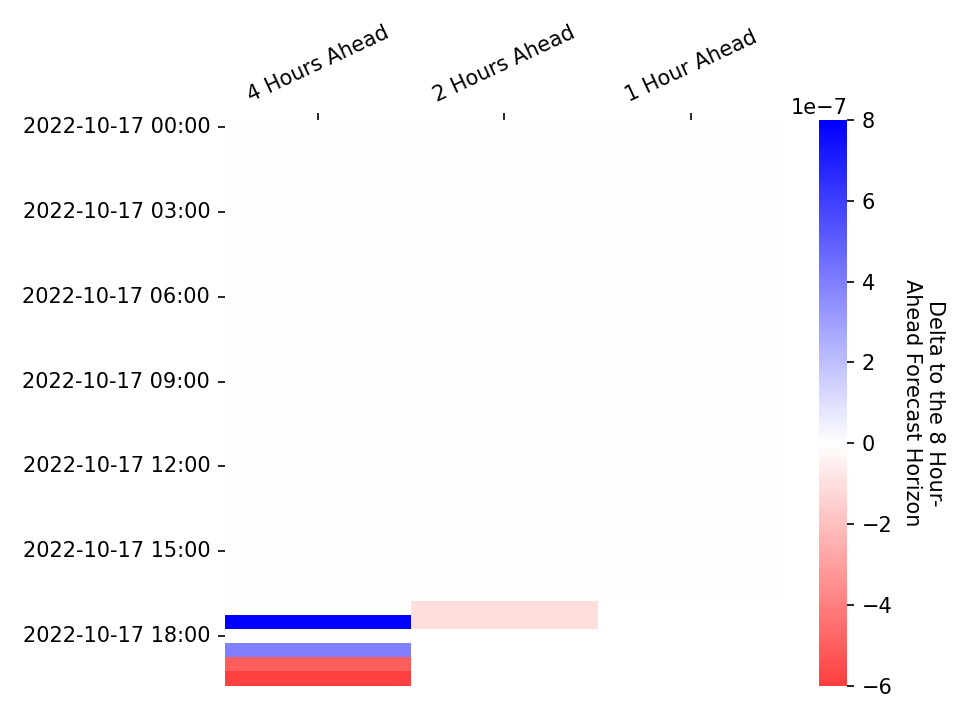 4 Hours Ahead
2 Hours Ahead
1 Hour Ahead
2022-10-17 00:00
2022-10-17 03:00
2022-10-17 06:00
2022-10-17 09:00
2022-10-17 12:00
2022-10-17 15:00
2022-10-17 18:00
1e−7
8
6
4
2
0
−2
−4
−6
Delta to the 8 Hour-
Ahead Forecast Horizon